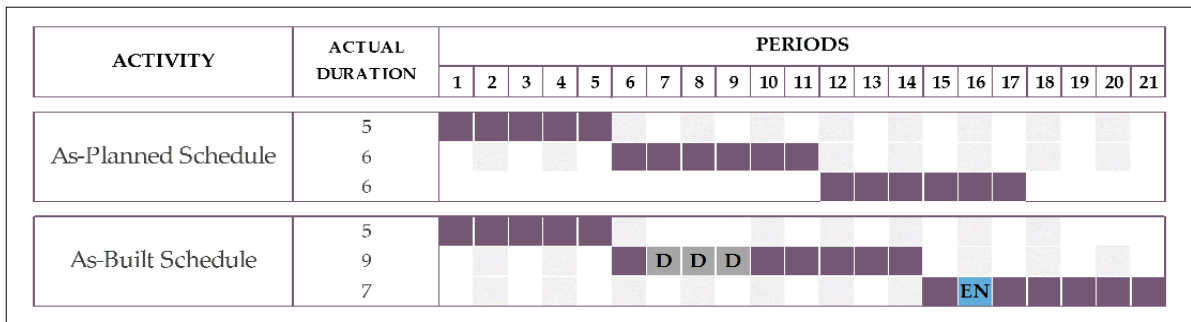 ACTIVITY ACTUAL DURATION PERIODS
1 2 3 4 5 6 7 8 9 10 11 12 13 14 15 16 17 18 19 20 21
As-Planned Schedule
5
6
6
As-Built Schedule
5
9 D D D
7 EN